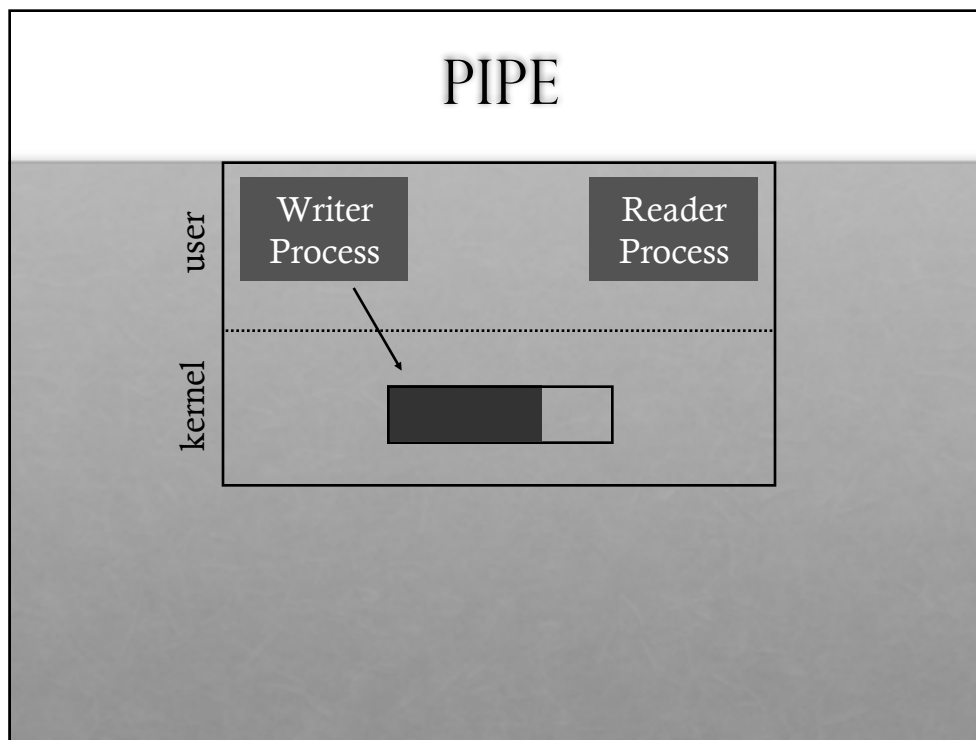 PIPE
user
Writer
Process
Reader
Process
kernel